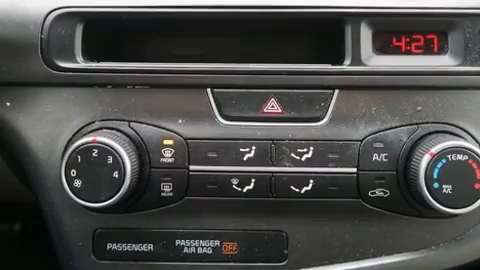 4:27
0 1 2 3 4
FRONT
REAR
A/C
TEMP
MAX
A/C
PASSENGER
PASSENGER
AIR BAG OFF